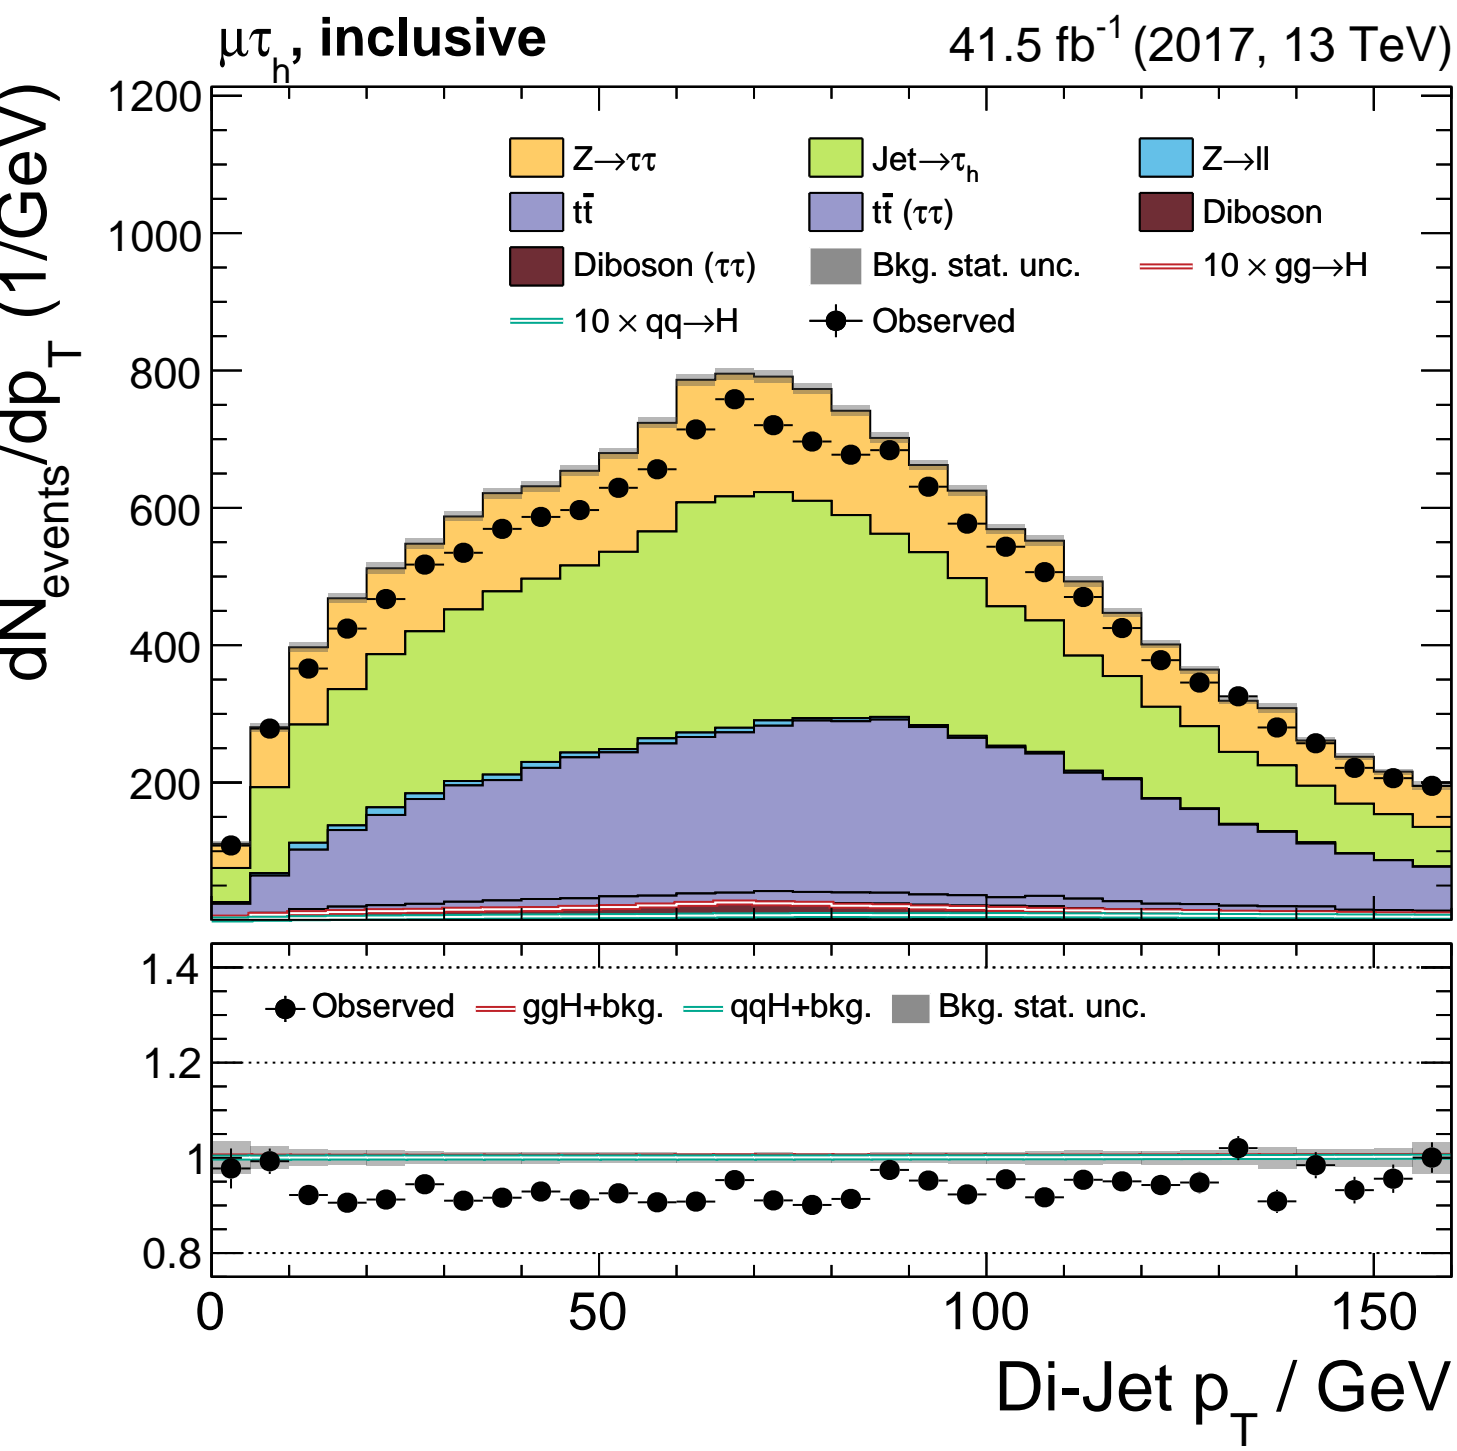 μτh, inclusive
41.5 fb-1 (2017, 13 TeV)
dNevents/dpT (1/GeV)
1200
1000
800
600
400
200
Z→ττ Jet→τh Z→ll
tt̄ tt̄ (ττ) Diboson
Diboson (ττ) Bkg. stat. unc. 10 × gg→H
10 × qq→H Observed
1.4
1.2
1
0.8
Observed ggH+bkg. qqH+bkg. Bkg. stat. unc.
0 50 100 150
Di-Jet pT / GeV